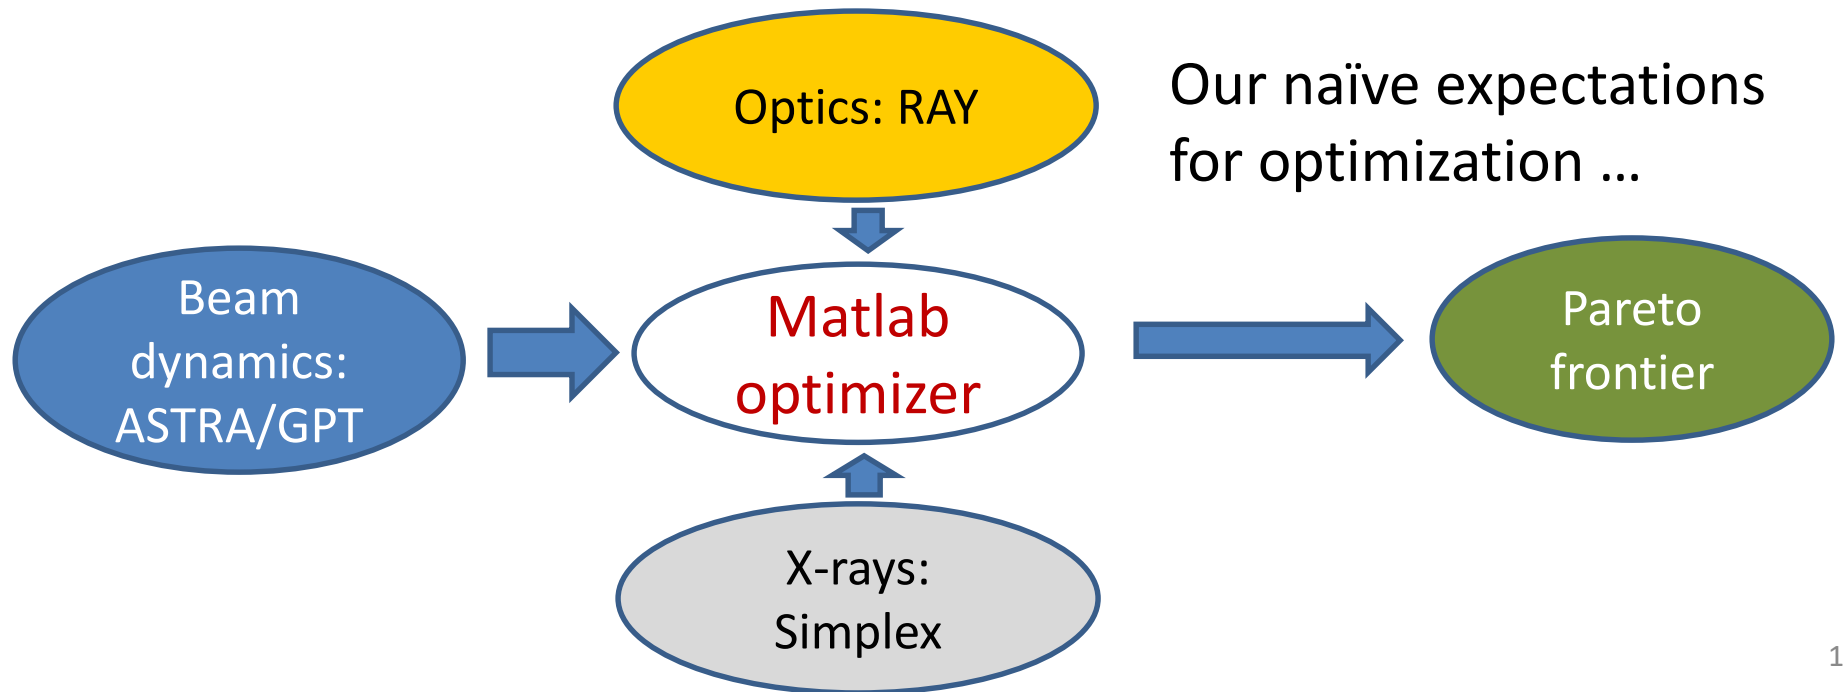 Optics: RAY
Our naïve expectations
for optimization ...
Beam
dynamics:
ASTRA/GPT
Matlab
optimizer
Pareto
frontier
X-rays:
Simplex
1